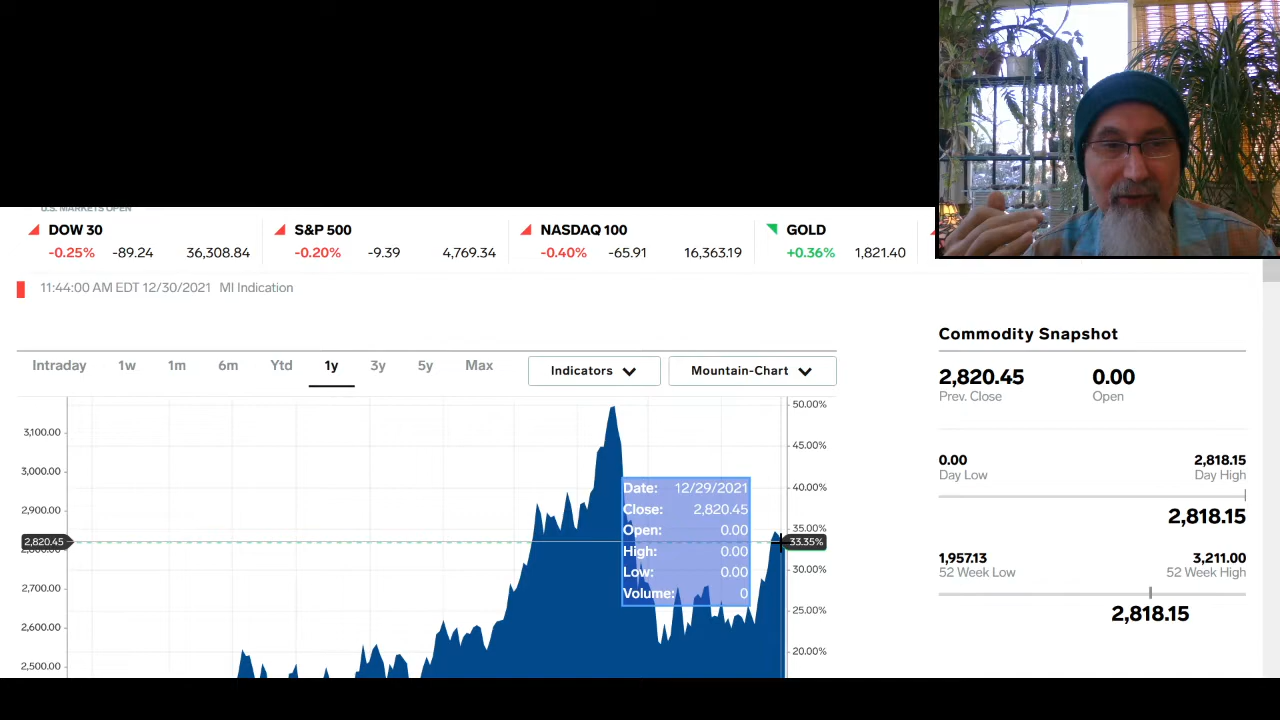 U.S. MARKETS OPEN
DOW 30
-0.25% -89.24 36,308.84
S&P 500
-0.20% -9.39 4,769.34
NASDAQ 100
-0.40% -65.91 16,363.19
GOLD
+0.36% 1,821.40
11:44:00 AM EDT 12/30/2021 MI Indication
Intraday 1w 1m 6m Ytd 1y 3y 5y Max
Indicators
Mountain-Chart
3,100.00
3,000.00
2,900.00
2,820.45
2,700.00
2,600.00
2,500.00
50.00%
45.00%
40.00%
35.00%
33.35%
30.00%
25.00%
20.00%
Date: 12/29/2021
Close: 2,820.45
Open: 0.00
High: 0.00
Low: 0.00
Volume: 0
Commodity Snapshot
2,820.45 0.00
Prev. Close Open
0.00 2,818.15
Day Low Day High
2,818.15
1,957.13 3,211.00
52 Week Low 52 Week High
2,818.15